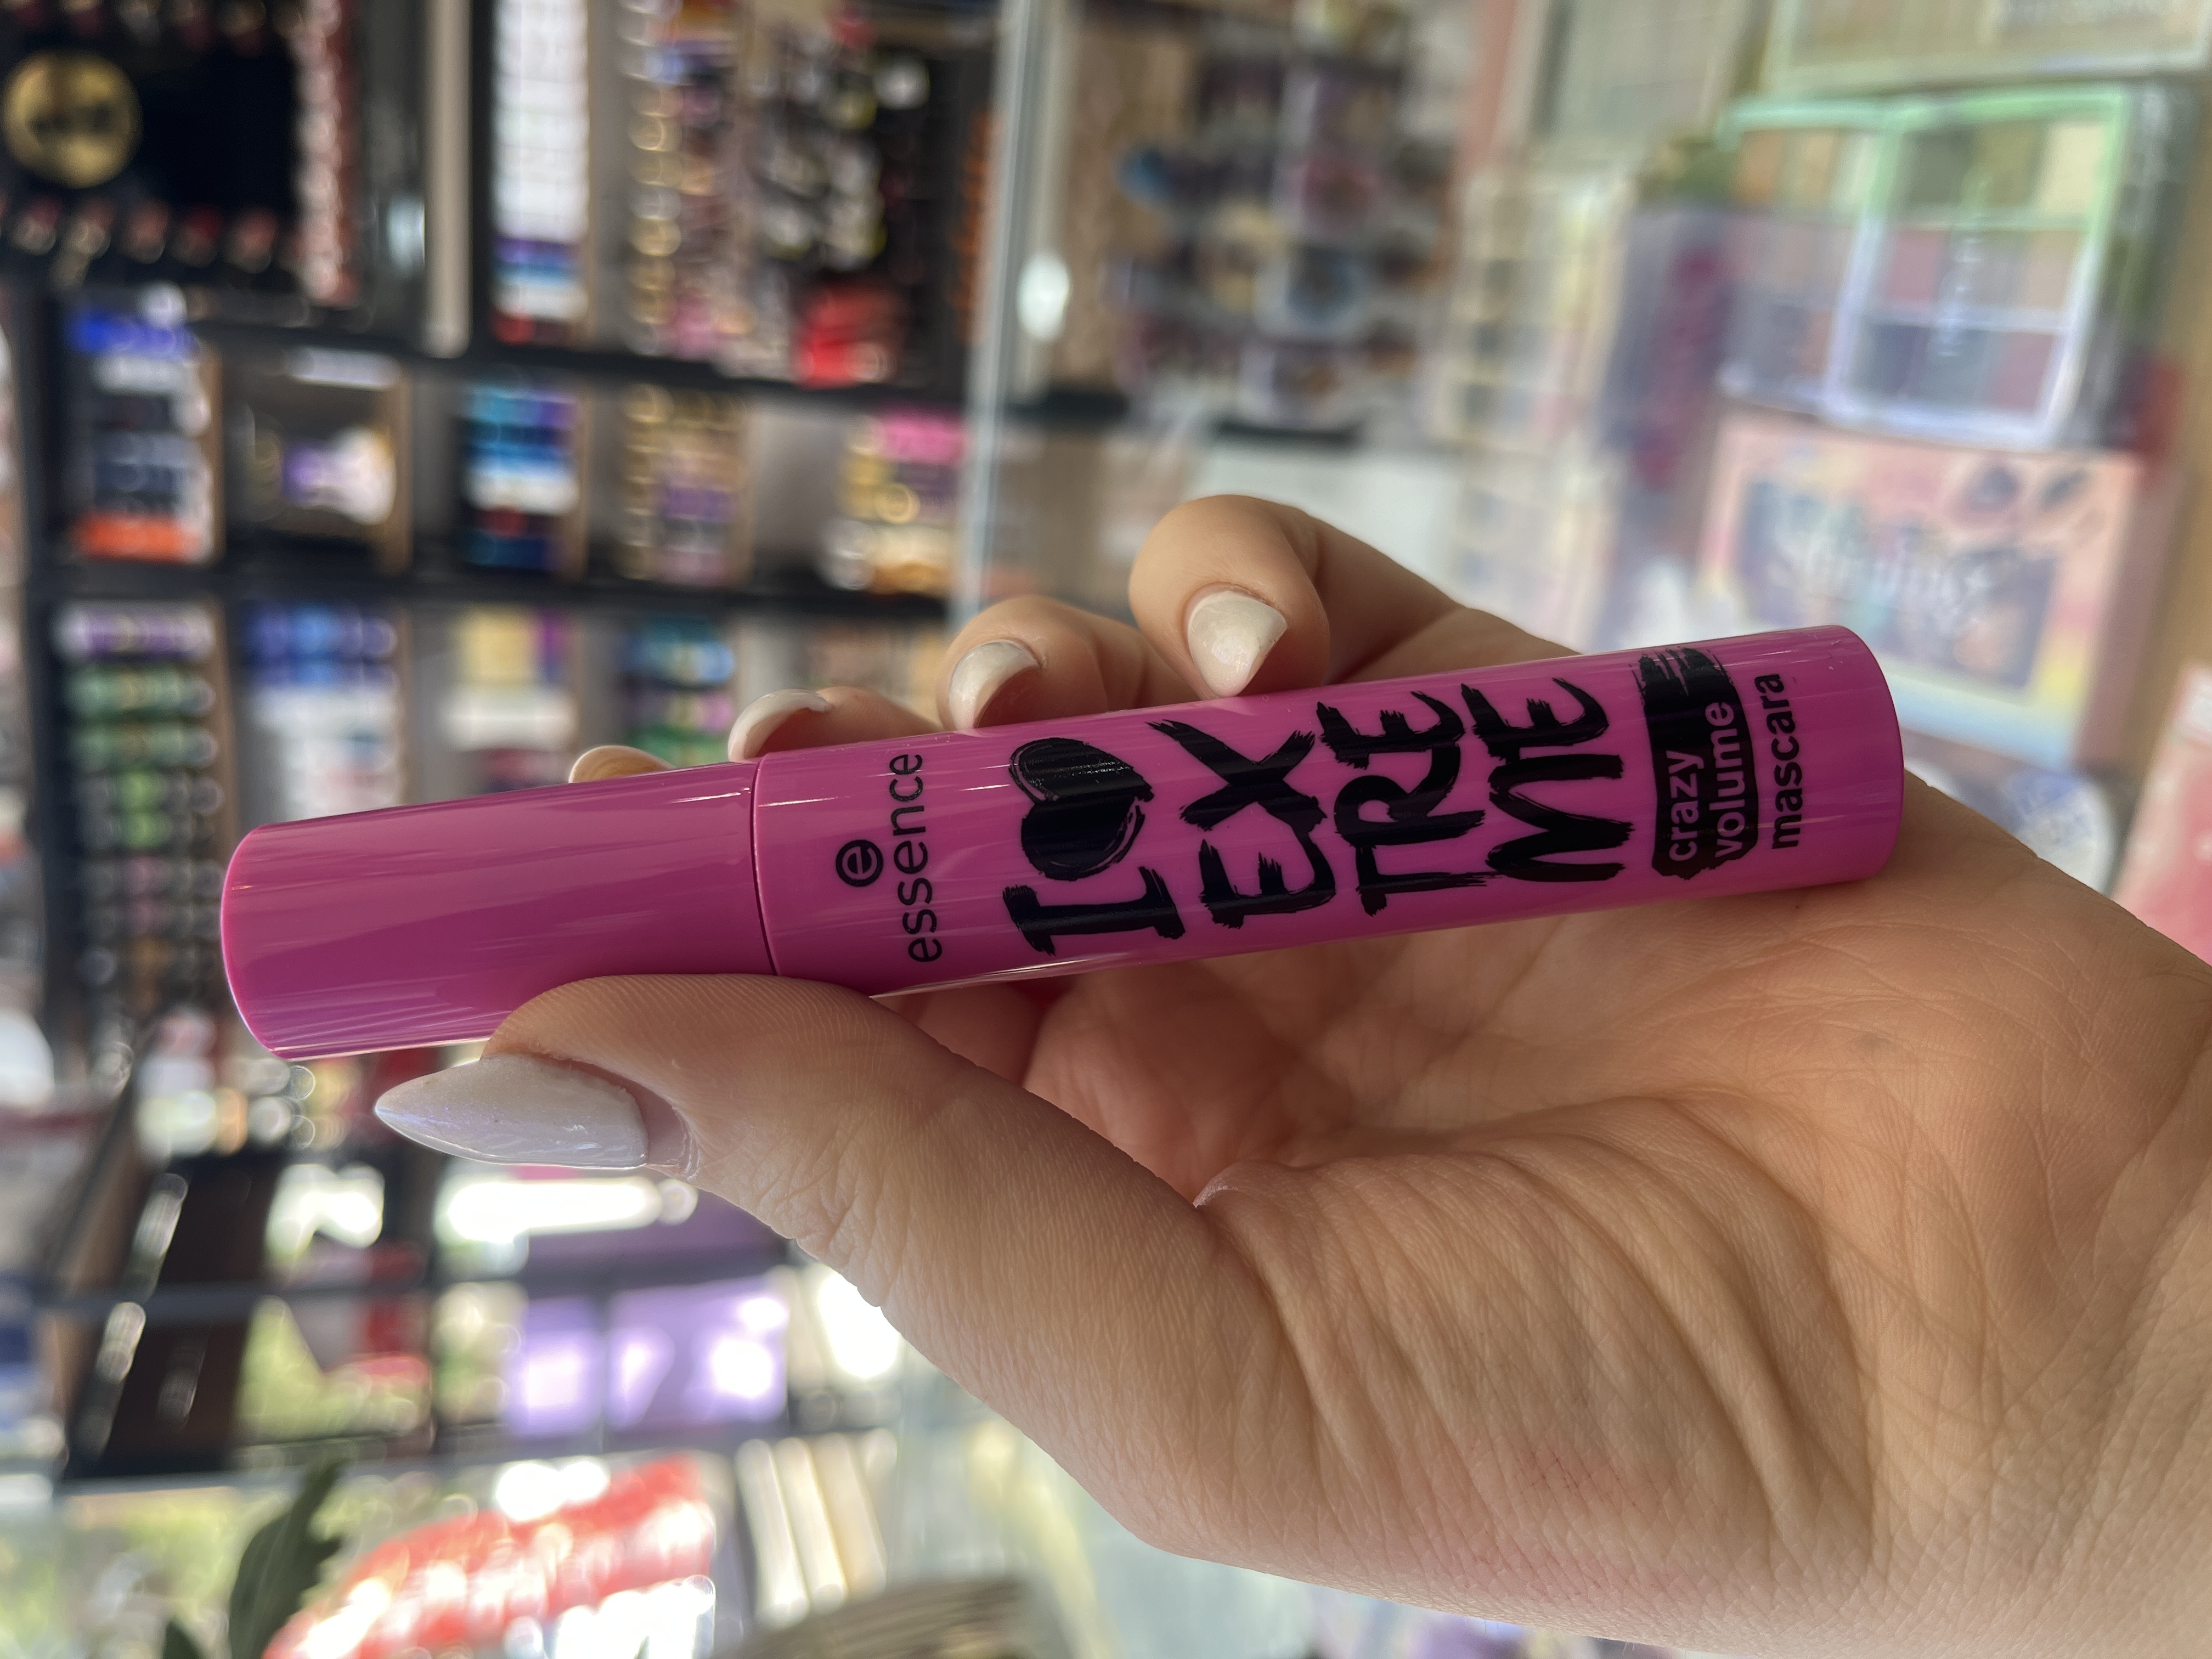 e
essence
I ♥
EX
TRE
ME
crazy
volume
mascara